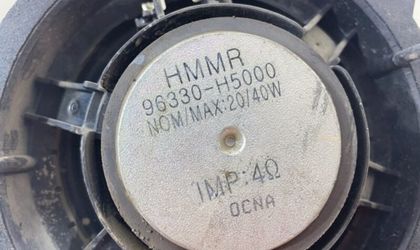 HMMR
96330-H5000
NOM/MAX:20/40W
IMP:4Ω
OCNA